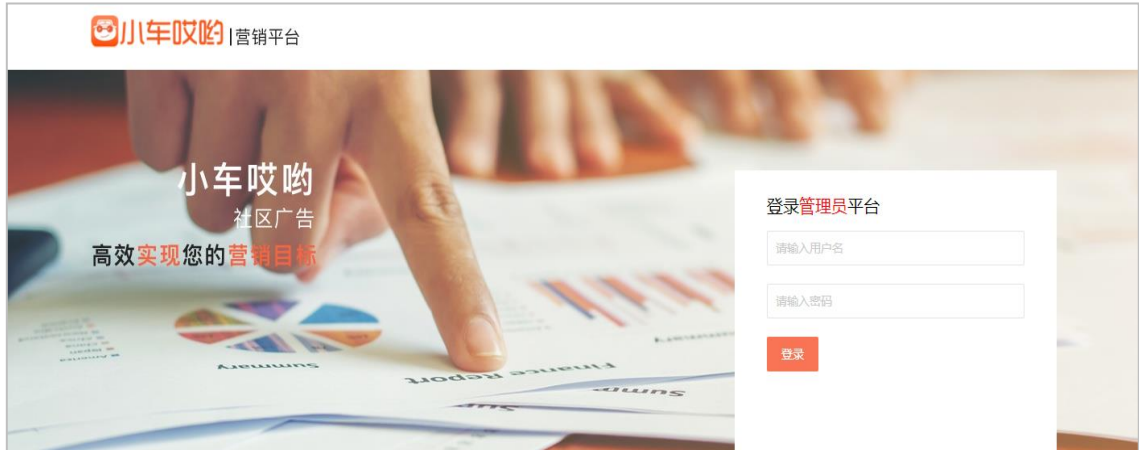 小车哎哟|营销平台
小车哎哟
社区广告
高效实现您的营销目标
登录管理员平台
请输入用户名
请输入密码
登录
Summary
Finance Report